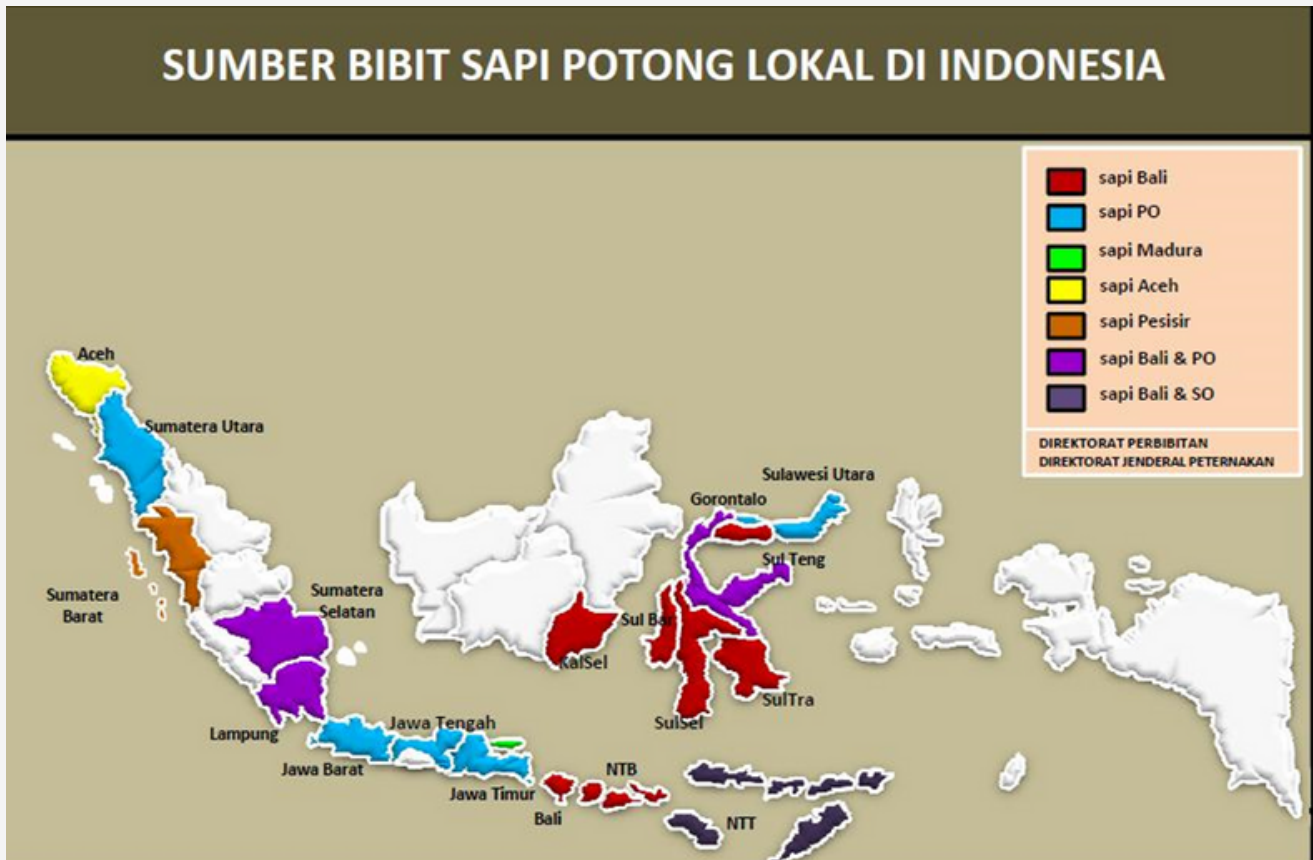 SUMBER BIBIT SAPI POTONG LOKAL DI INDONESIA
sapi Bali
sapi PO
sapi Madura
sapi Aceh
sapi Pesisir
sapi Bali & PO
sapi Bali & SO
DIREKTORAT PERBIBITAN
DIREKTORAT JENDERAL PETERNAKAN
Aceh
Sumatera Utara
Sulawesi Utara
Gorontalo
Sul Teng
Sumatera
Barat
Sumatera
Selatan
Sul Bar
KalSel
SulTra
SulSel
Lampung
Jawa Tengah
Jawa Barat
NTB
Jawa Timur
Bali
NTT